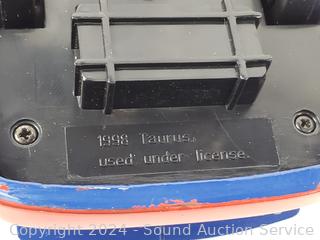 1998 Taurus.
used under license.
Copyright 2024 - Sound Auction Service